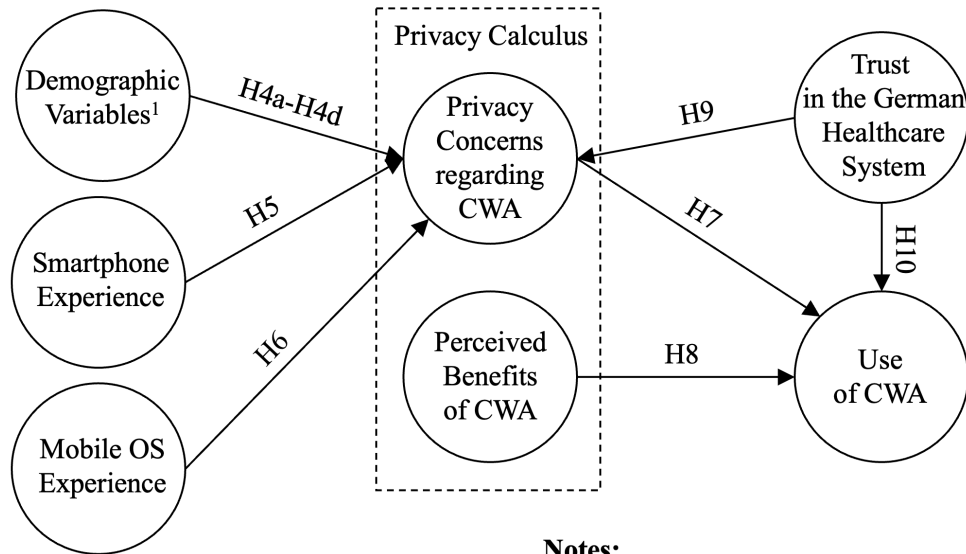 Privacy Calculus
Demographic
Variables¹
H4a-H4d
Privacy
Concerns
regarding
CWA
H9
Trust
in the German
Healthcare
System
Smartphone
Experience
H5
H7
H10
Mobile OS
Experience
H6
Perceived
Benefits
of CWA
H8
Use
of CWA
Notes: